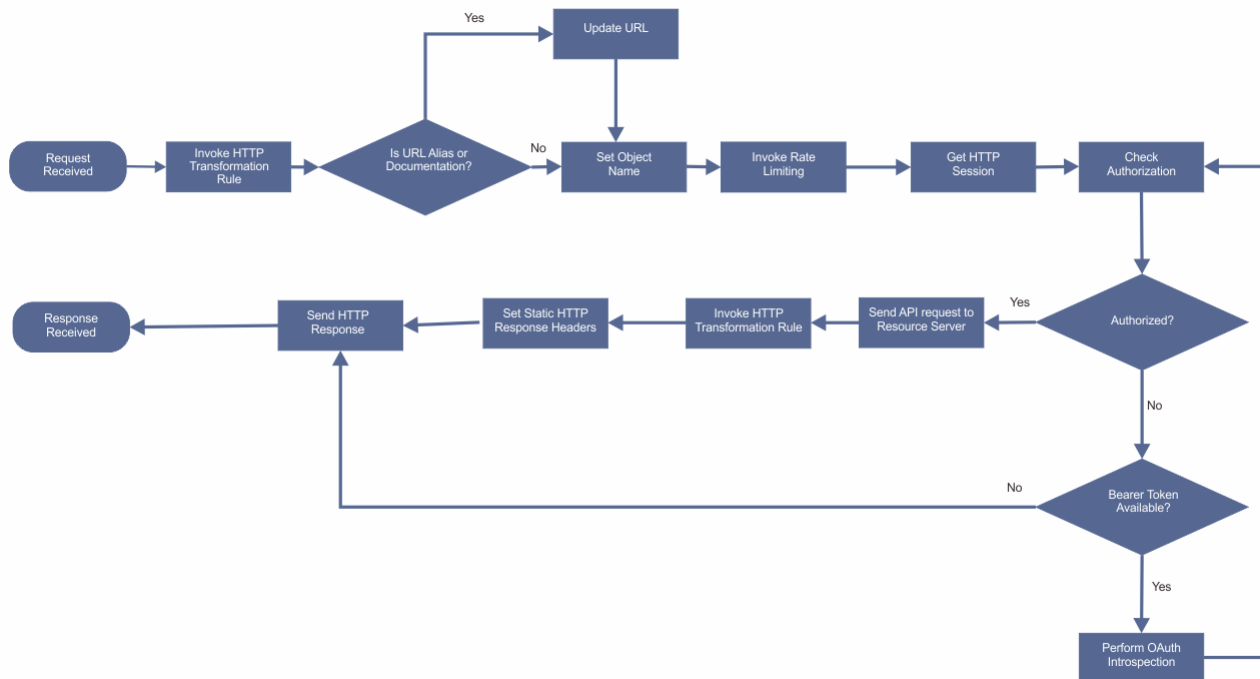 Yes
Update URL
Request
Received
Invoke HTTP
Transformation
Rule
Is URL Alias or
Documentation?
No
Set Object
Name
Invoke Rate
Limiting
Get HTTP
Session
Check
Authorization
Response
Received
Send HTTP
Response
Set Static HTTP
Response Headers
Invoke HTTP
Transformation Rule
Send API request to
Resource Server
Yes
Authorized?
No
No
Bearer Token
Available?
Yes
Perform OAuth
Introspection